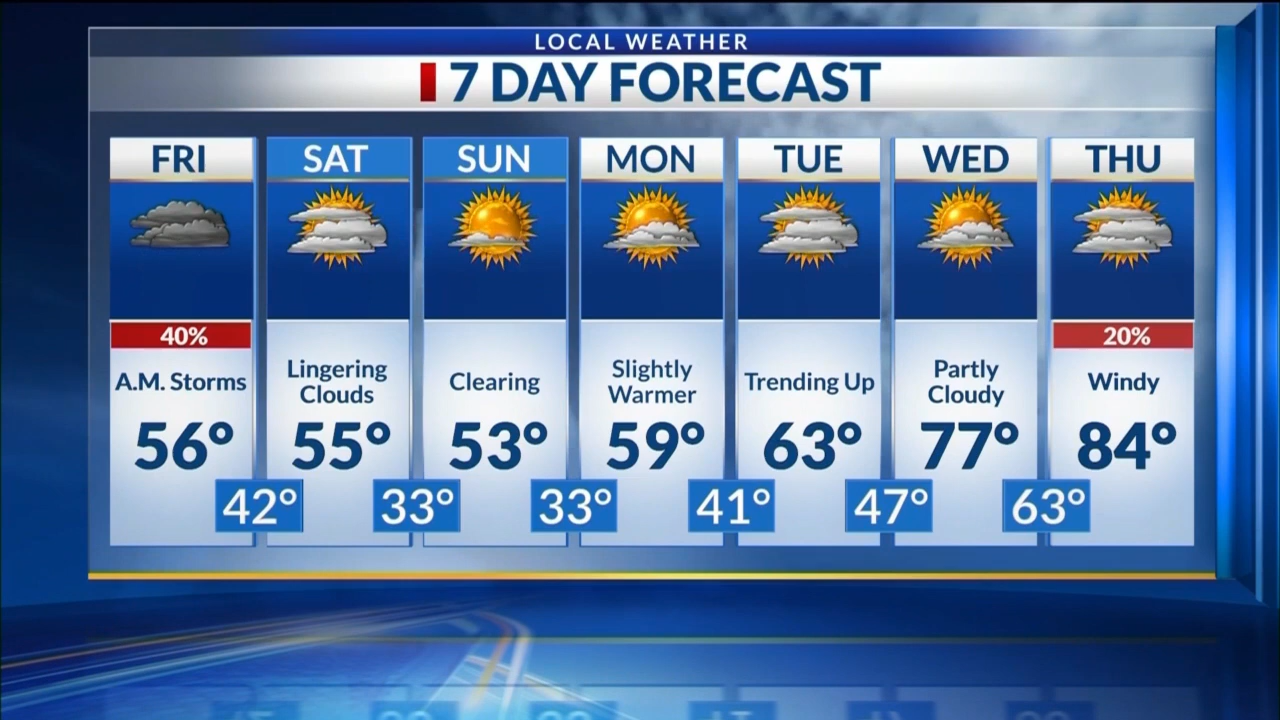 LOCAL WEATHER
7 DAY FORECAST
FRI
SAT
SUN
MON
TUE
WED
THU
40%
20%
A.M. Storms
Lingering
Clouds
Clearing
Slightly
Warmer
Trending Up
Partly
Cloudy
Windy
56°
55°
53°
59°
63°
77°
84°
42°
33°
33°
41°
47°
63°